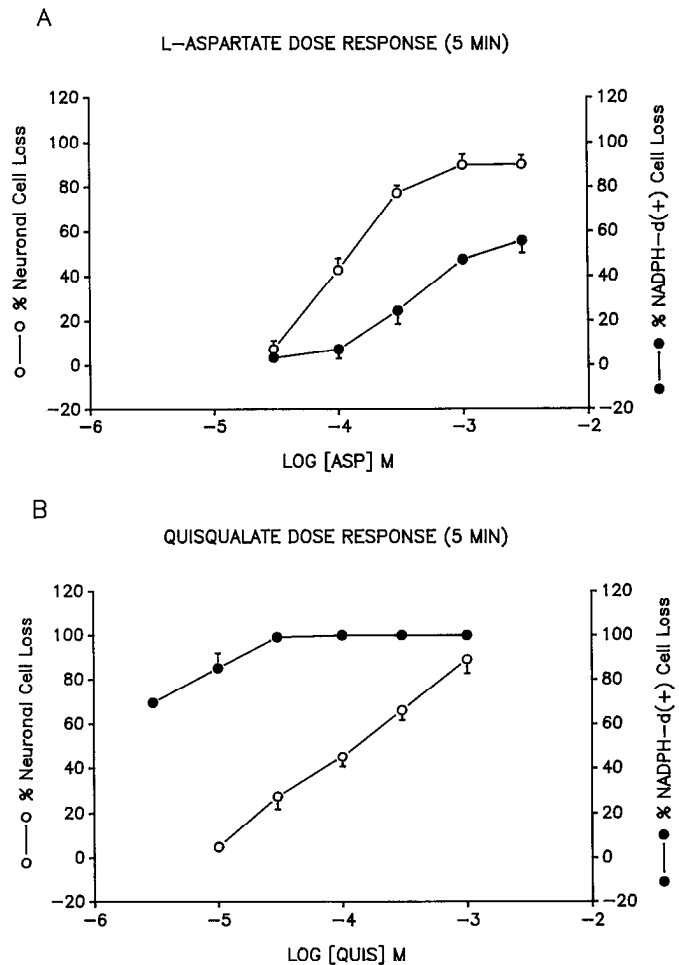 A
L-ASPARTATE DOSE RESPONSE (5 MIN)
120
100
80
60
40
20
0
-20
○—○ % Neuronal Cell Loss
120
100
80
60
40
20
0
-20
●—● % NADPH-d(+) Cell Loss
-6 -5 -4 -3 -2
LOG [ASP] M
B
QUISQUALATE DOSE RESPONSE (5 MIN)
120
100
80
60
40
20
0
-20
○—○ % Neuronal Cell Loss
120
100
80
60
40
20
0
-20
●—● % NADPH-d(+) Cell Loss
-6 -5 -4 -3 -2
LOG [QUIS] M